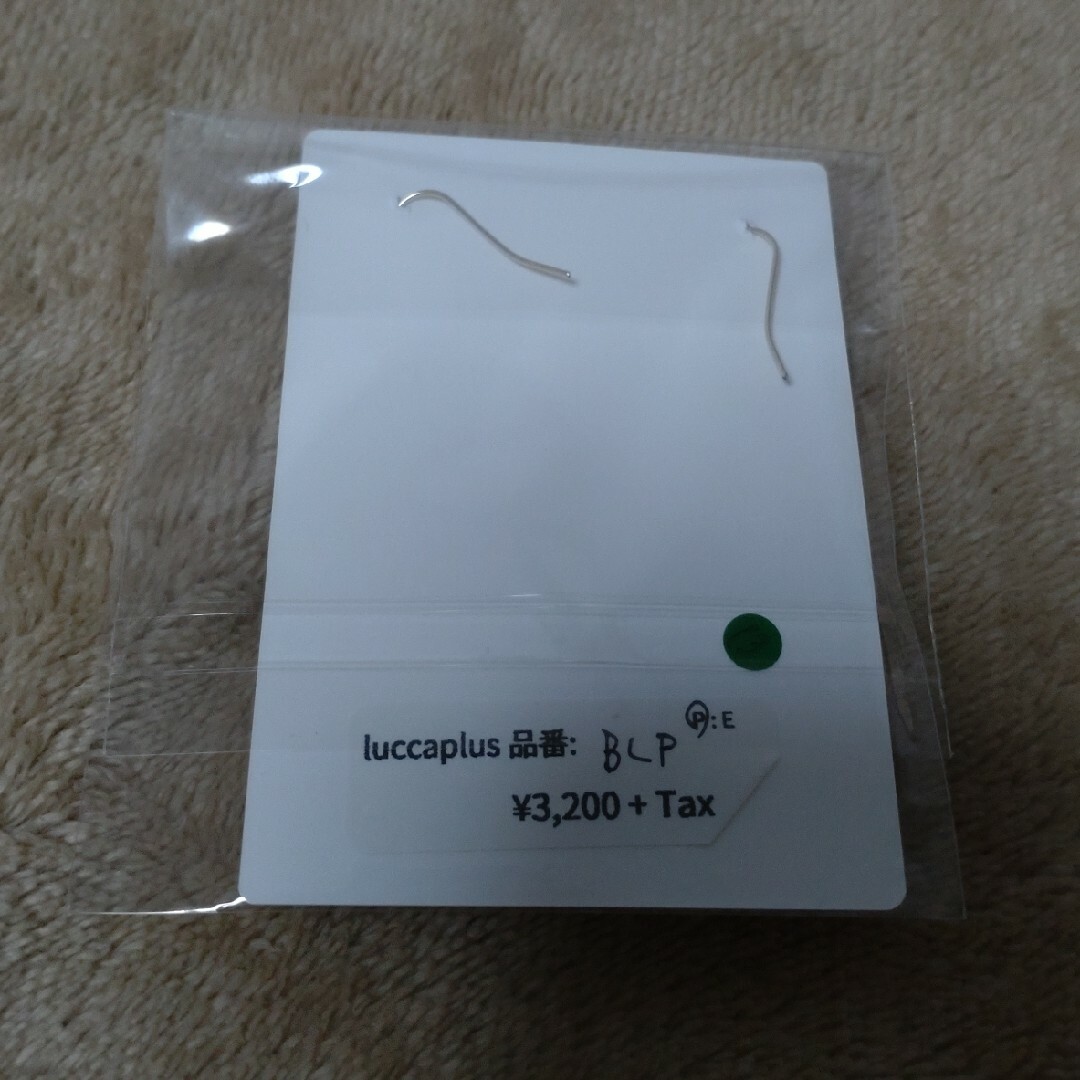 luccaplus 品番: BLP Ⓟ:E
¥3,200 + Tax